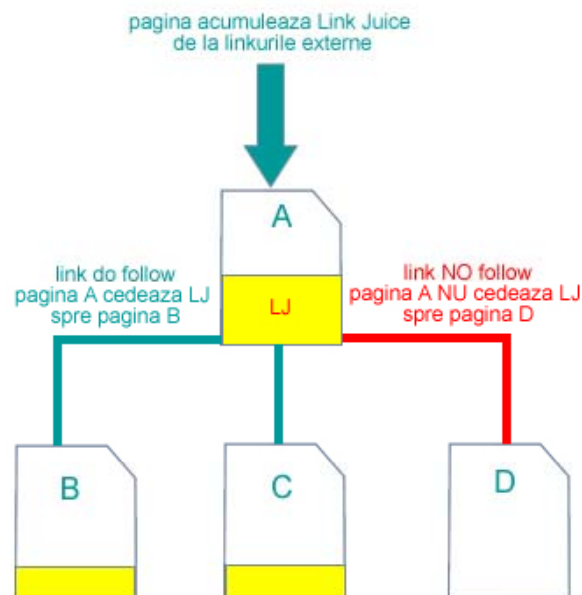 pagina acumuleaza Link Juice
de la linkurile externe
A
link do follow
pagina A cedeaza LJ
spre pagina B
LJ
link NO follow
pagina A NU cedeaza LJ
spre pagina D
B
C
D